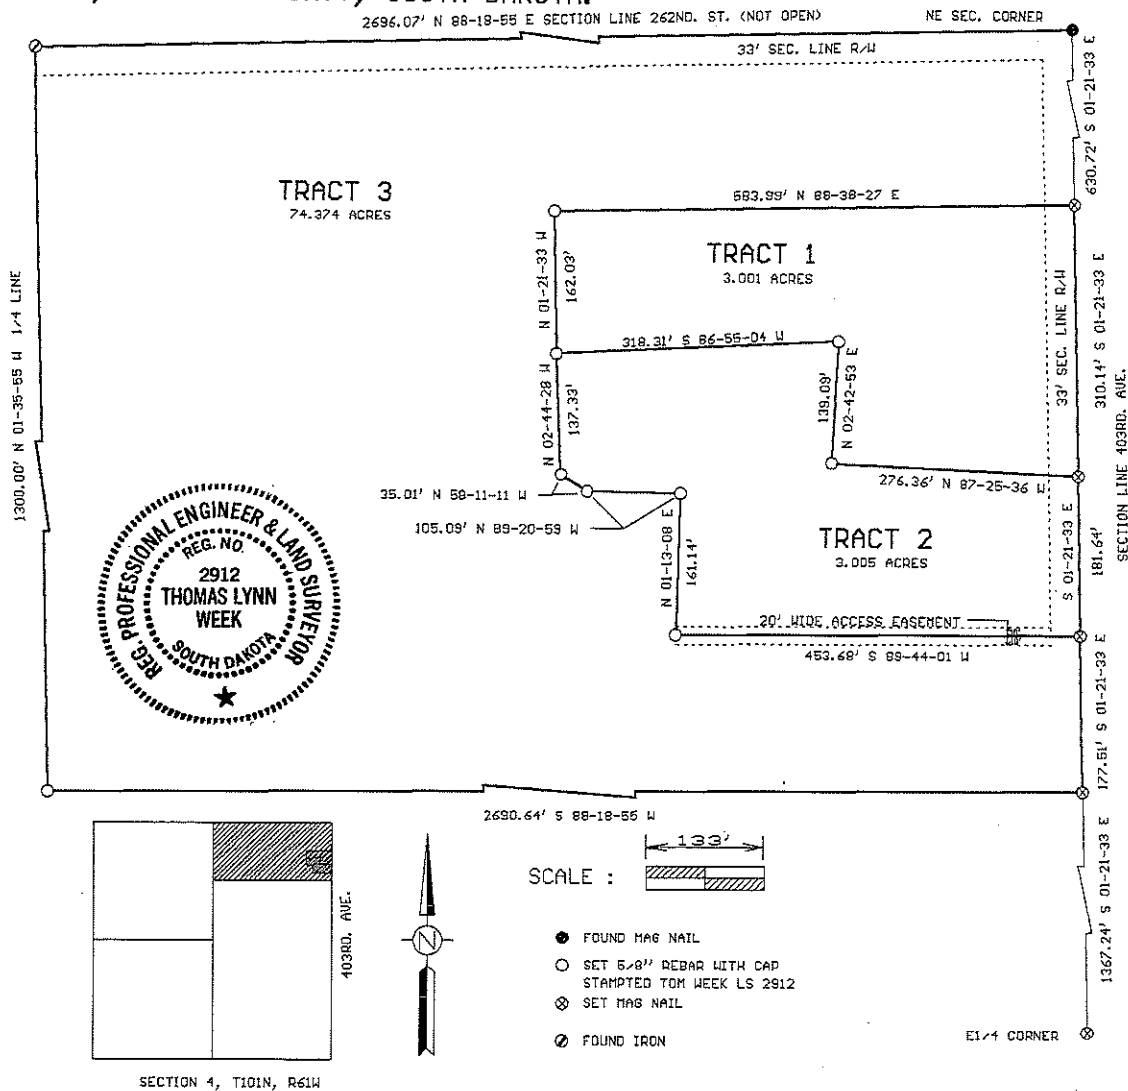 SOUTH DAKOTA.
2696.07' N 88-18-55 E SECTION LINE 262ND. ST. (NOT OPEN)
NE SEC. CORNER
33' SEC. LINE R/W
630.72' S 01-21-33 E
TRACT 3
74.374 ACRES
583.99' N 88-38-27 E
TRACT 1
3.001 ACRES
N 01-21-33 W
162.03'
33' SEC. LINE R/W
310.14' S 01-21-33 E
SECTION LINE 403RD. AVE.
1300.00' N 01-35-55 W 1/4 LINE
318.31' S 86-55-04 W
N 02-44-28 W
137.33'
139.09'
N 02-42-53 E
276.36' N 87-25-36 W
35.01' N 58-11-11 W
105.09' N 89-20-59 W
N 01-13-08 E
161.14'
TRACT 2
3.005 ACRES
S 01-21-33 E
181.64'
20' WIDE ACCESS EASEMENT
453.68' S 89-44-01 W
REG. PROFESSIONAL ENGINEER & LAND SURVEYOR
REG. NO.
2912
THOMAS LYNN
WEEK
SOUTH DAKOTA
177.51' S 01-21-33 E
2690.64' S 88-18-55 W
133'
SCALE :
403RD. AVE.
N
FOUND MAG NAIL
SET 5/8" REBAR WITH CAP
STAMPTED TOM WEEK LS 2912
SET MAG NAIL
FOUND IRON
1367.24' S 01-21-33 E
E1/4 CORNER
SECTION 4, T101N, R61W